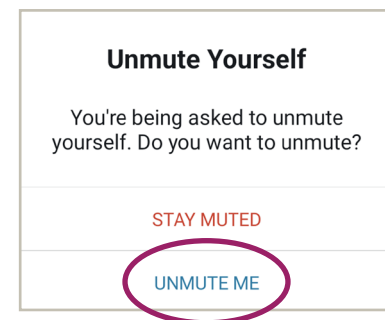 Unmute Yourself
You're being asked to unmute
yourself. Do you want to unmute?
STAY MUTED
UNMUTE ME